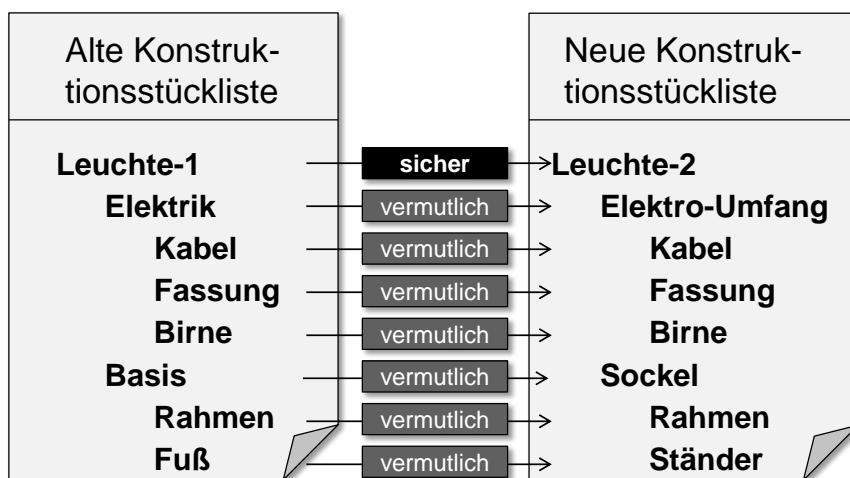 Alte Konstruk-
tionsstückliste
Neue Konstruk-
tionsstückliste
Leuchte-1 sicher Leuchte-2
Elektrik vermutlich Elektro-Umfang
Kabel vermutlich Kabel
Fassung vermutlich Fassung
Birne vermutlich Birne
Basis vermutlich Sockel
Rahmen vermutlich Rahmen
Fuß vermutlich Ständer